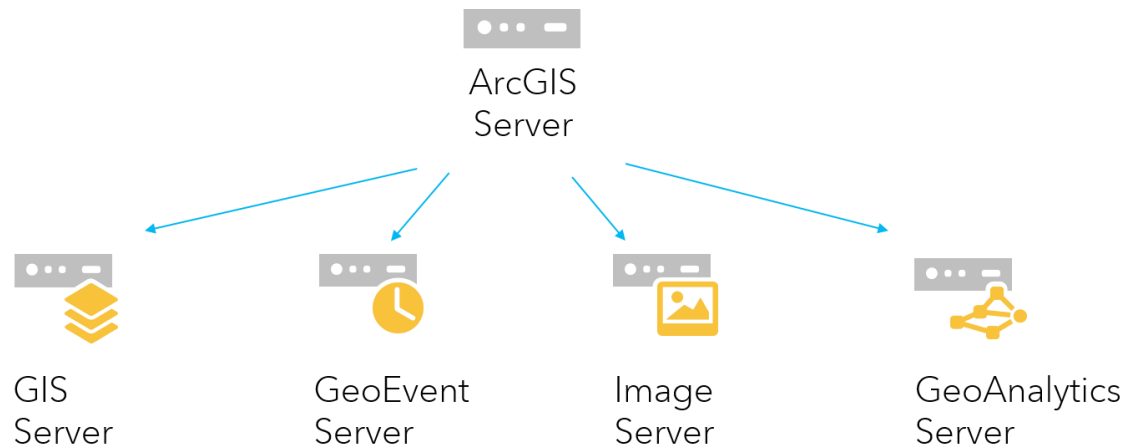 ArcGIS
Server
GIS
Server
GeoEvent
Server
Image
Server
GeoAnalytics
Server